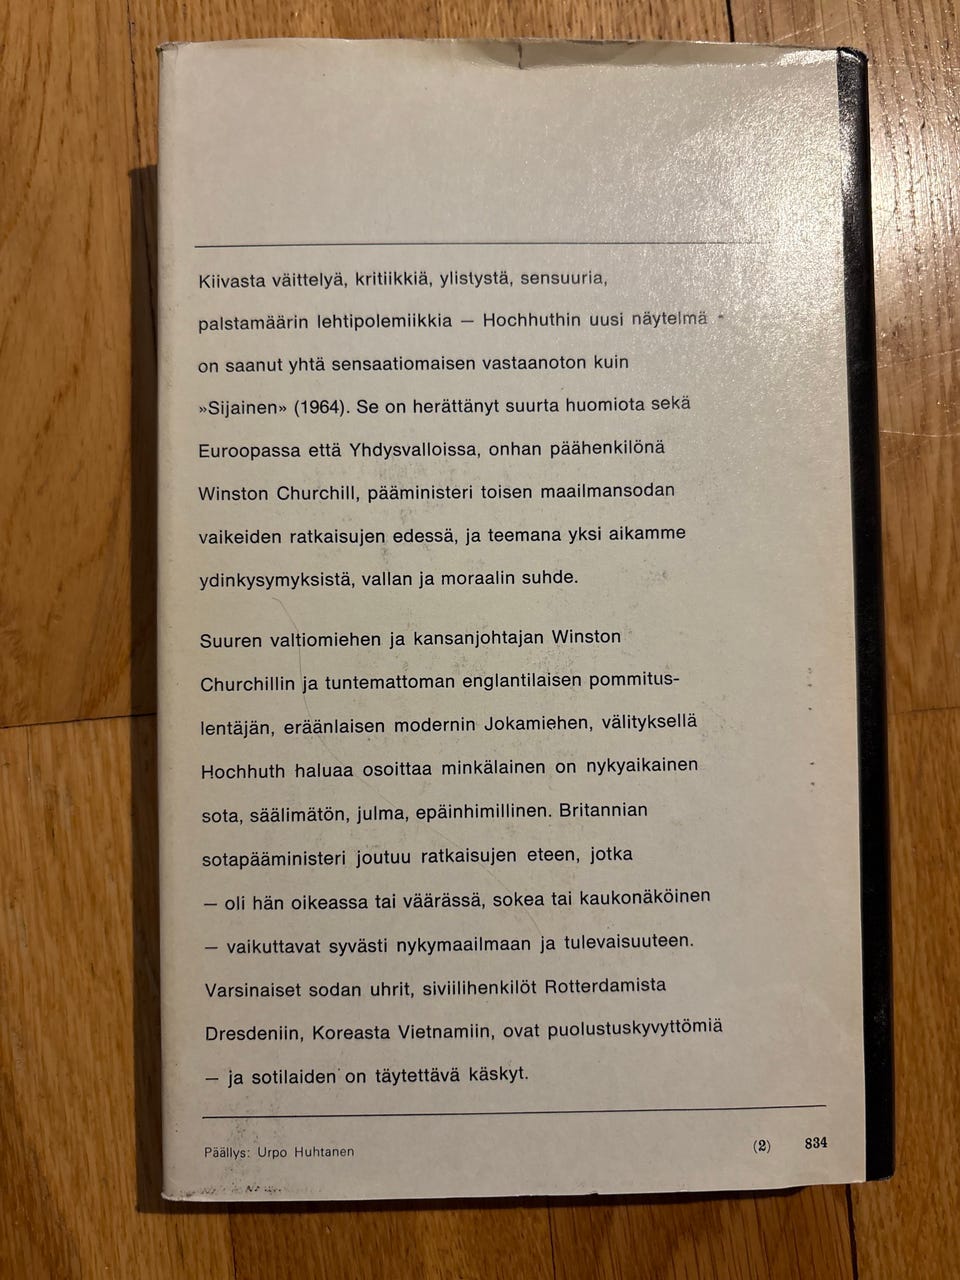 Kiivasta väittelyä, kritiikkiä, ylistystä, sensuuria,
palstamäärin lehtipolemiikkia — Hochhuthin uusi näytelmä
on saanut yhtä sensaatiomaisen vastaanoton kuin
»Sijainen» (1964). Se on herättänyt suurta huomiota sekä
Euroopassa että Yhdysvalloissa, onhan päähenkilönä
Winston Churchill, pääministeri toisen maailmansodan
vaikeiden ratkaisujen edessä, ja teemana yksi aikamme
ydinkysymyksistä, vallan ja moraalin suhde.
Suuren valtiomiehen ja kansanjohtajan Winston
Churchillin ja tuntemattoman englantilaisen pommitus-
lentäjän, eräänlaisen modernin Jokamiehen, välityksellä
Hochhuth haluaa osoittaa minkälainen on nykyaikainen
sota, säälimätön, julma, epäinhimillinen. Britannian
sotapääministeri joutuu ratkaisujen eteen, jotka
— oli hän oikeassa tai väärässä, sokea tai kaukonäköinen
— vaikuttavat syvästi nykymaailmaan ja tulevaisuuteen.
Varsinaiset sodan uhrit, siviilihenkilöt Rotterdamista
Dresdeniin, Koreasta Vietnamiin, ovat puolustuskyvyttömiä
— ja sotilaiden on täytettävä käskyt.
Päällys: Urpo Huhtanen (2) 834